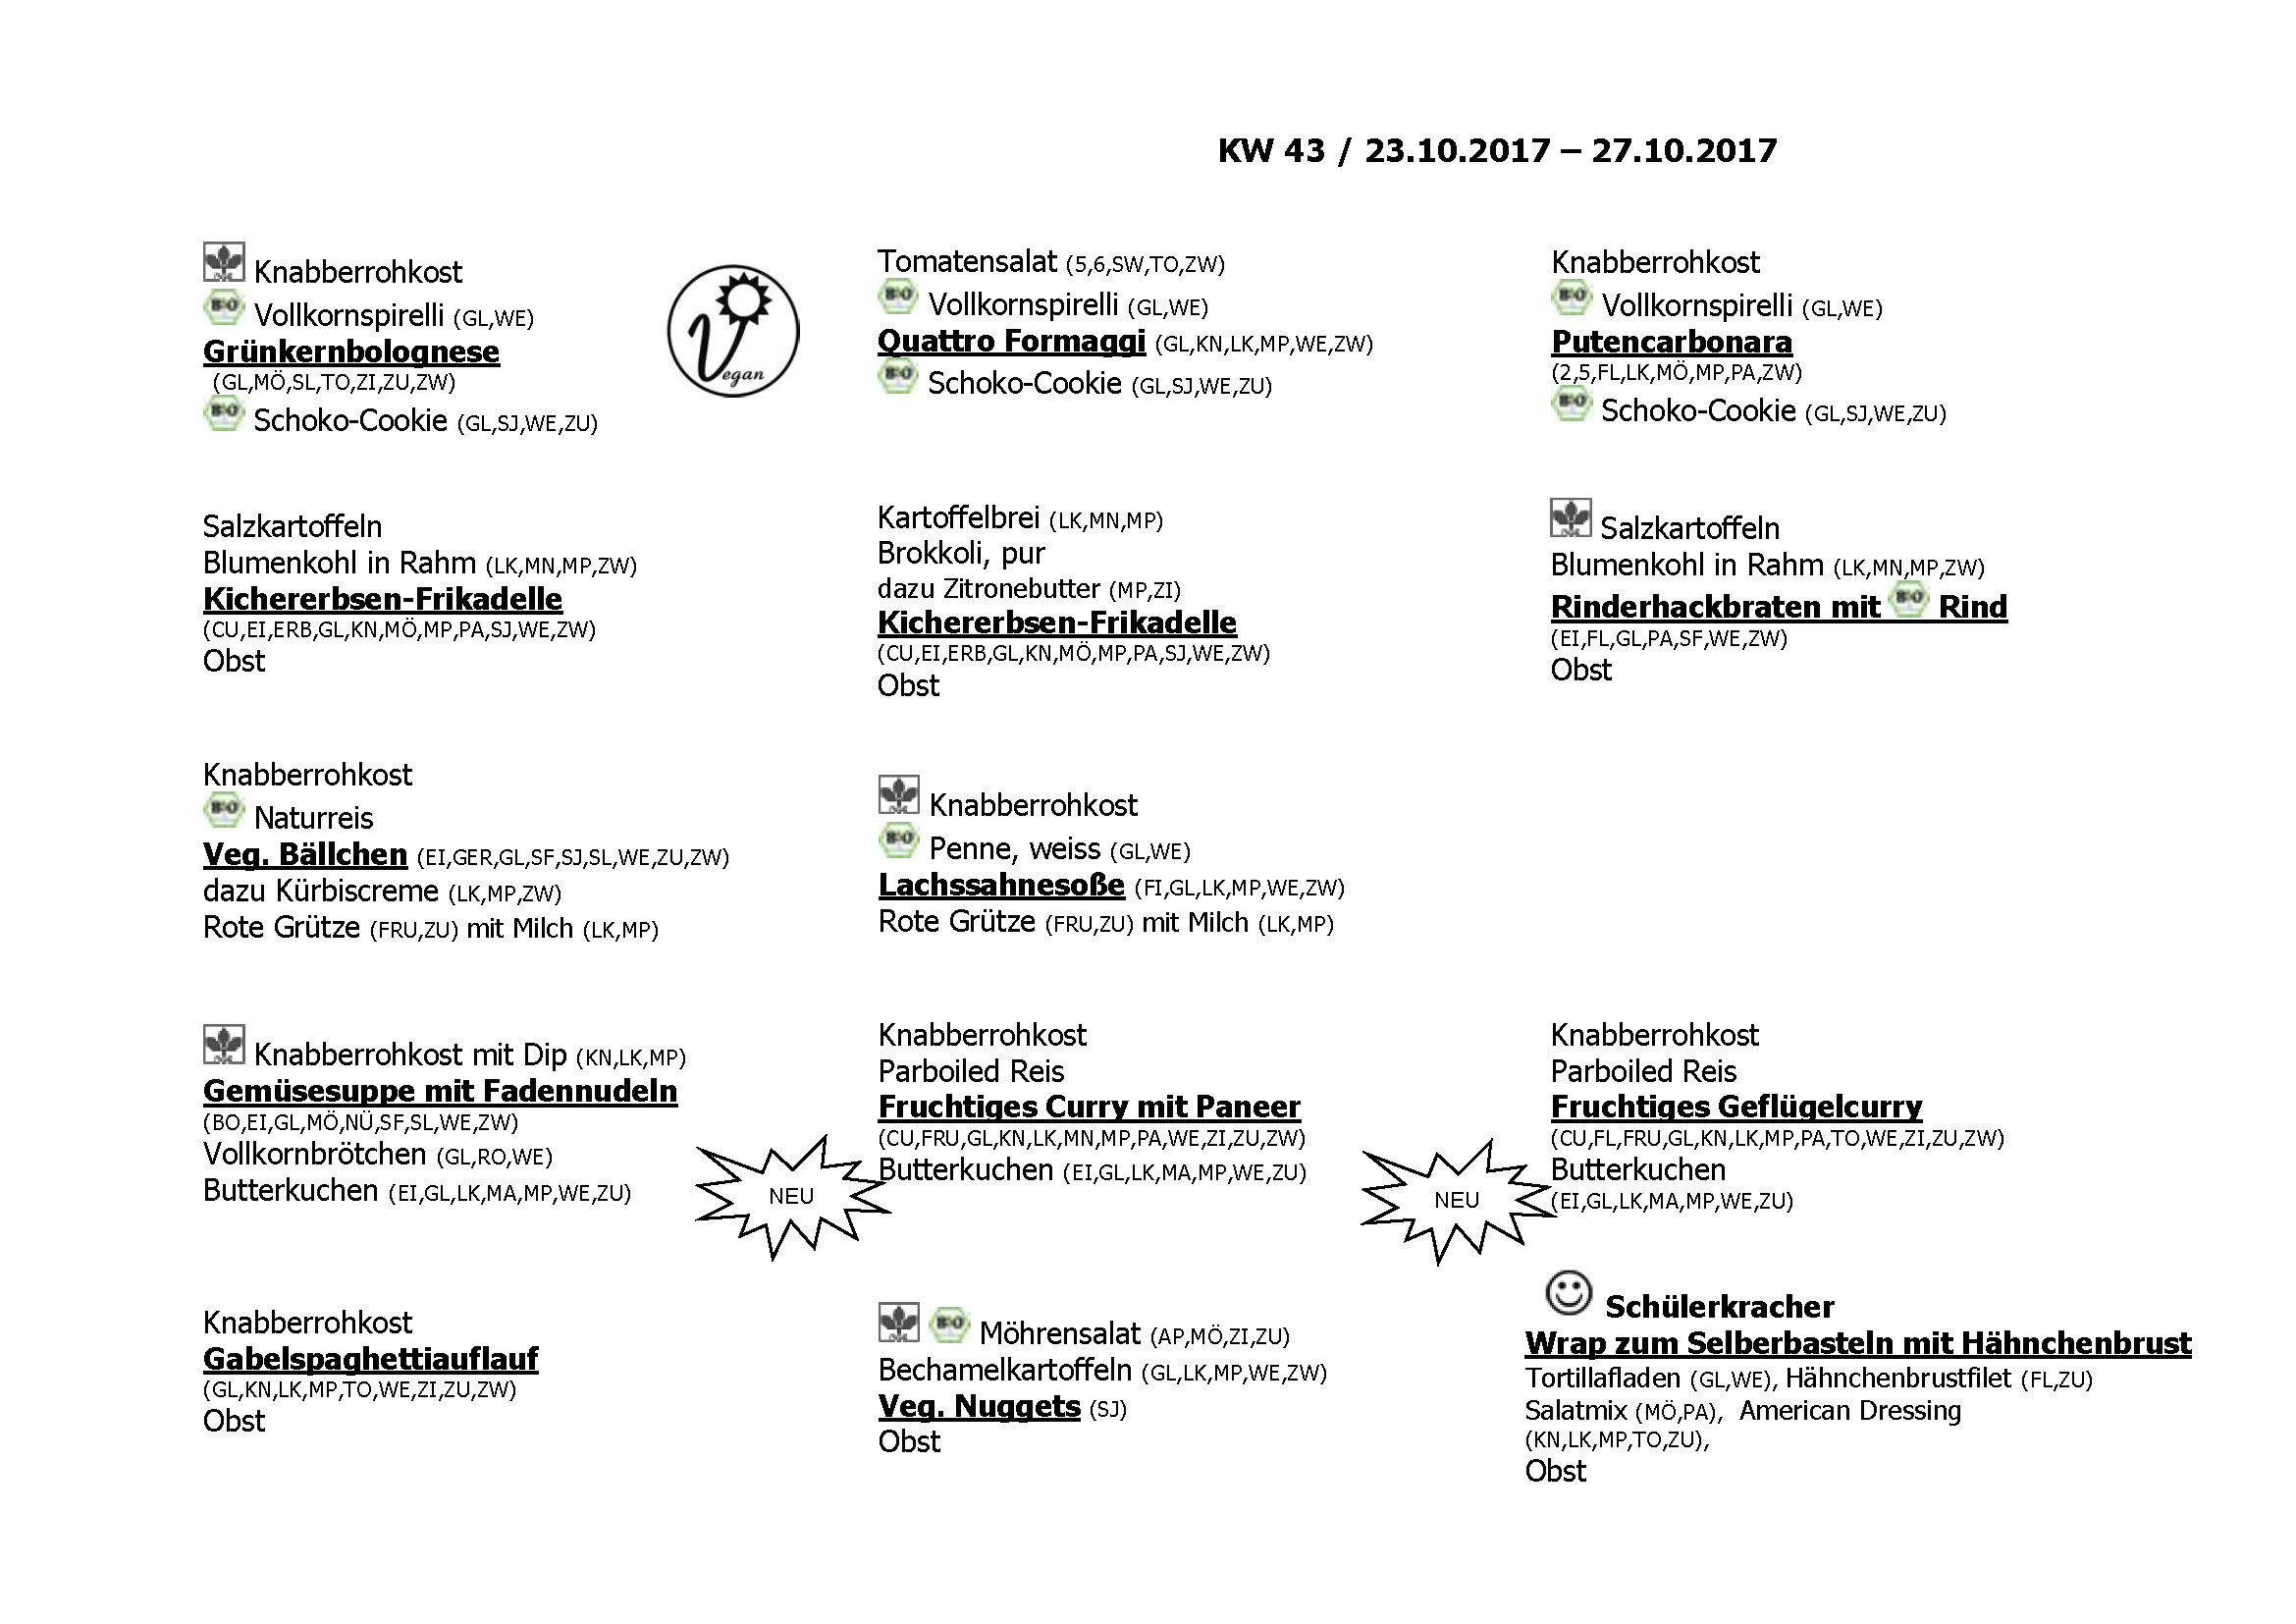 KW 43 / 23.10.2017 – 27.10.2017
Knabberrohkost
BIO Vollkornspirelli (GL,WE)
Grünkernbolognese
(GL,MÖ,SL,TO,ZI,ZU,ZW)
BIO Schoko-Cookie (GL,SJ,WE,ZU)
Vegan
Tomatensalat (5,6,SW,TO,ZW)
BIO Vollkornspirelli (GL,WE)
Quattro Formaggi (GL,KN,LK,MP,WE,ZW)
BIO Schoko-Cookie (GL,SJ,WE,ZU)
Knabberrohkost
BIO Vollkornspirelli (GL,WE)
Putencarbonara
(2,5,FL,LK,MÖ,MP,PA,ZW)
BIO Schoko-Cookie (GL,SJ,WE,ZU)
Salzkartoffeln
Blumenkohl in Rahm (LK,MN,MP,ZW)
Kichererbsen-Frikadelle
(CU,EI,ERB,GL,KN,MÖ,MP,PA,SJ,WE,ZW)
Obst
Kartoffelbrei (LK,MN,MP)
Brokkoli, pur
dazu Zitronebutter (MP,ZI)
Kichererbsen-Frikadelle
(CU,EI,ERB,GL,KN,MÖ,MP,PA,SJ,WE,ZW)
Obst
Salzkartoffeln
Blumenkohl in Rahm (LK,MN,MP,ZW)
Rinderhackbraten mit BIO Rind
(EI,FL,GL,PA,SF,WE,ZW)
Obst
Knabberrohkost
BIO Naturreis
Veg. Bällchen (EI,GER,GL,SF,SJ,SL,WE,ZU,ZW)
dazu Kürbiscreme (LK,MP,ZW)
Rote Grütze (FRU,ZU) mit Milch (LK,MP)
Knabberrohkost
BIO Penne, weiss (GL,WE)
Lachssahnesoße (FI,GL,LK,MP,WE,ZW)
Rote Grütze (FRU,ZU) mit Milch (LK,MP)
Knabberrohkost mit Dip (KN,LK,MP)
Gemüsesuppe mit Fadennudeln
(BO,EI,GL,MÖ,NÜ,SF,SL,WE,ZW)
Vollkornbrötchen (GL,RO,WE)
Butterkuchen (EI,GL,LK,MA,MP,WE,ZU)
NEU
Knabberrohkost
Parboiled Reis
Fruchtiges Curry mit Paneer
(CU,FRU,GL,KN,LK,MN,MP,PA,WE,ZI,ZU,ZW)
Butterkuchen (EI,GL,LK,MA,MP,WE,ZU)
NEU
Knabberrohkost
Parboiled Reis
Fruchtiges Geflügelcurry
(CU,FL,FRU,GL,KN,LK,MP,PA,TO,WE,ZI,ZU,ZW)
Butterkuchen
(EI,GL,LK,MA,MP,WE,ZU)
Knabberrohkost
Gabelspaghettiauflauf
(GL,KN,LK,MP,TO,WE,ZI,ZU,ZW)
Obst
BIO Möhrensalat (AP,MÖ,ZI,ZU)
Bechamelkartoffeln (GL,LK,MP,WE,ZW)
Veg. Nuggets (SJ)
Obst
Schülerkracher
Wrap zum Selberbasteln mit Hähnchenbrust
Tortillafladen (GL,WE), Hähnchenbrustfilet (FL,ZU)
Salatmix (MÖ,PA), American Dressing
(KN,LK,MP,TO,ZU),
Obst